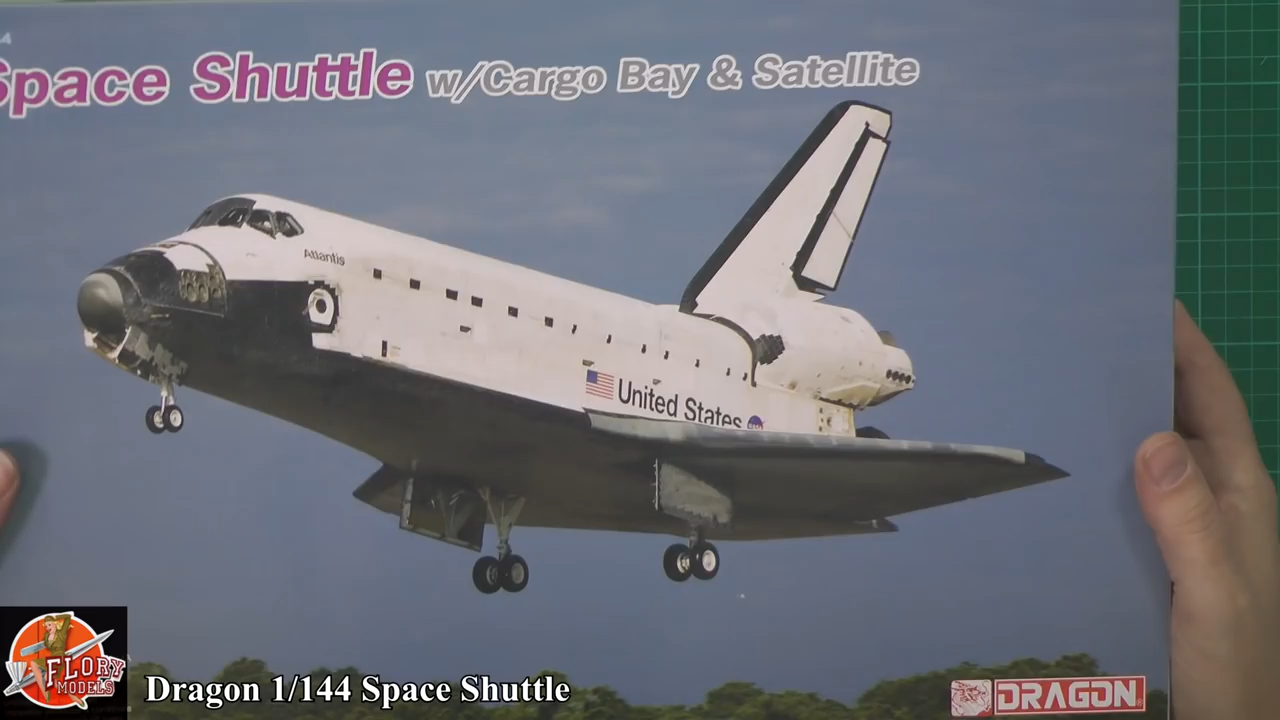 Space Shuttle w/Cargo Bay & Satellite
Atlantis
United States
FLORY
MODELS
Dragon 1/144 Space Shuttle
DRAGON